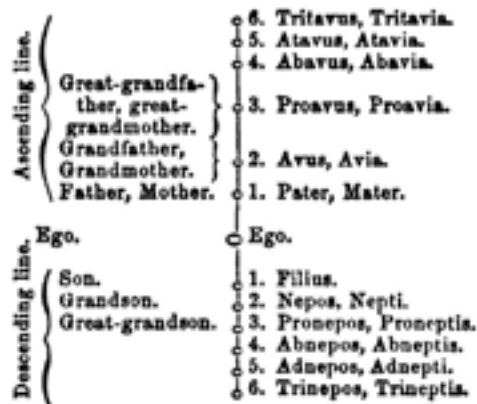 6. Tritavus, Tritavia.
5. Atavus, Atavia.
4. Abavus, Abavia.
Great-grandfa-
ther, great- 3. Proavus, Proavia.
grandmother.
Grandfather,
Grandmother. 2. Avus, Avia.
Father, Mother. 1. Pater, Mater.
Ascending line.
Ego. Ego.
Son. 1. Filius.
Grandson. 2. Nepos, Nepti.
Great-grandson. 3. Pronepos, Proneptis.
4. Abnepos, Abneptis.
5. Adnepos, Adnepti.
6. Trinepos, Trineptis.
Descending line.